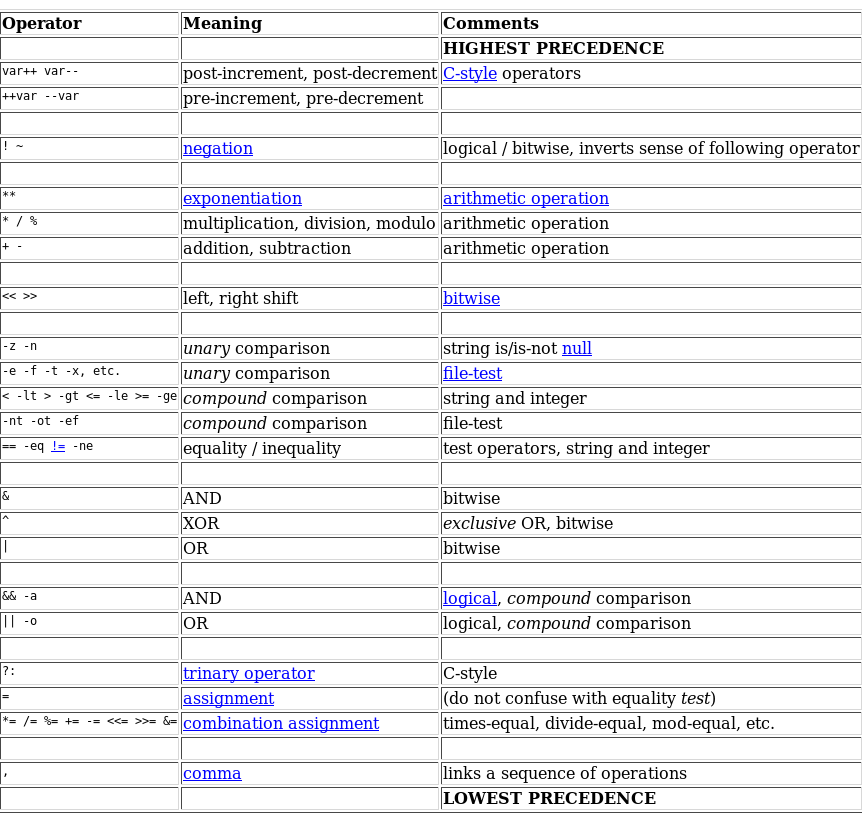 Operator Meaning Comments
HIGHEST PRECEDENCE
var++ var-- post-increment, post-decrement C-style operators
++var --var pre-increment, pre-decrement
! ~ negation logical / bitwise, inverts sense of following operator
** exponentiation arithmetic operation
* / % multiplication, division, modulo arithmetic operation
+ - addition, subtraction arithmetic operation
<< >> left, right shift bitwise
-z -n unary comparison string is/is-not null
-e -f -t -x, etc. unary comparison file-test
< -lt > -gt <= -le >= -ge compound comparison string and integer
-nt -ot -ef compound comparison file-test
== -eq != -ne equality / inequality test operators, string and integer
& AND bitwise
^ XOR exclusive OR, bitwise
| OR bitwise
&& -a AND logical, compound comparison
|| -o OR logical, compound comparison
?: trinary operator C-style
= assignment (do not confuse with equality test)
*= /= %= += -= <<= >>= &= combination assignment times-equal, divide-equal, mod-equal, etc.
, comma links a sequence of operations
LOWEST PRECEDENCE